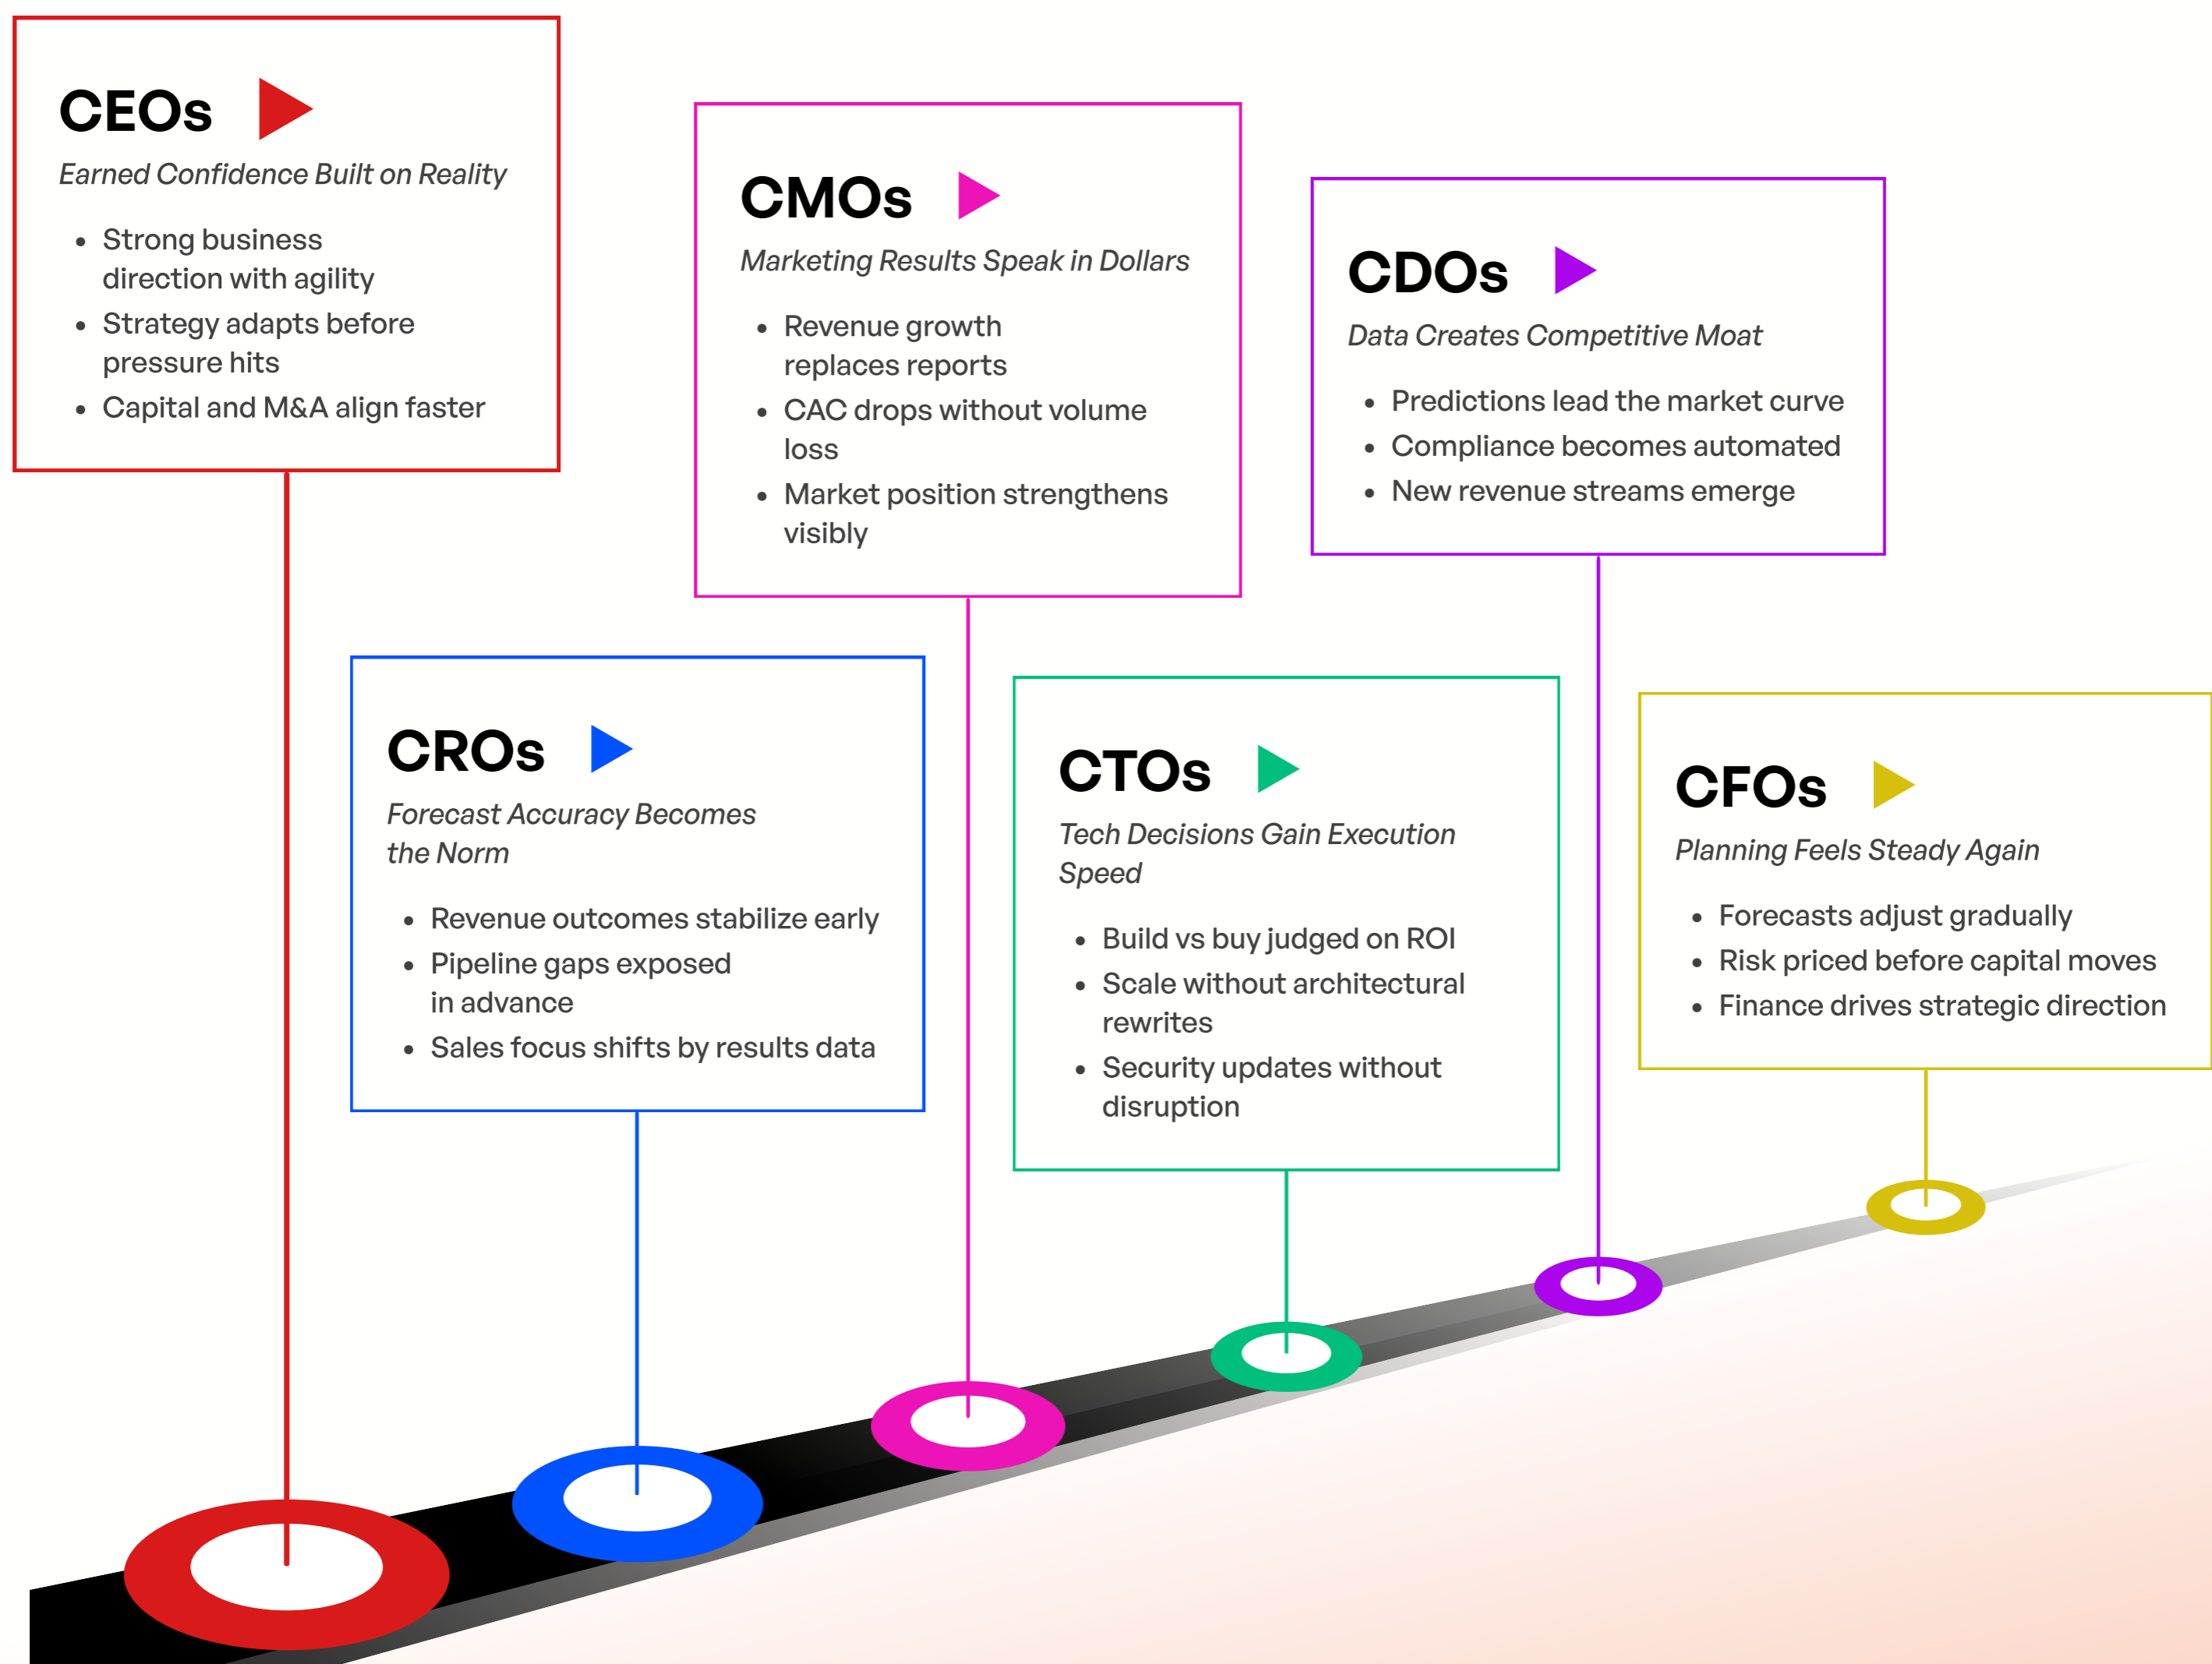 CEOs
Earned Confidence Built on Reality
• Strong business
direction with agility
• Strategy adapts before
pressure hits
• Capital and M&A align faster
CROs
Forecast Accuracy Becomes
the Norm
• Revenue outcomes stabilize early
• Pipeline gaps exposed
in advance
• Sales focus shifts by results data
CMOs
Marketing Results Speak in Dollars
• Revenue growth
replaces reports
• CAC drops without volume
loss
• Market position strengthens
visibly
CTOs
Tech Decisions Gain Execution
Speed
• Build vs buy judged on ROI
• Scale without architectural
rewrites
• Security updates without
disruption
CDOs
Data Creates Competitive Moat
• Predictions lead the market curve
• Compliance becomes automated
• New revenue streams emerge
CFOs
Planning Feels Steady Again
• Forecasts adjust gradually
• Risk priced before capital moves
• Finance drives strategic direction